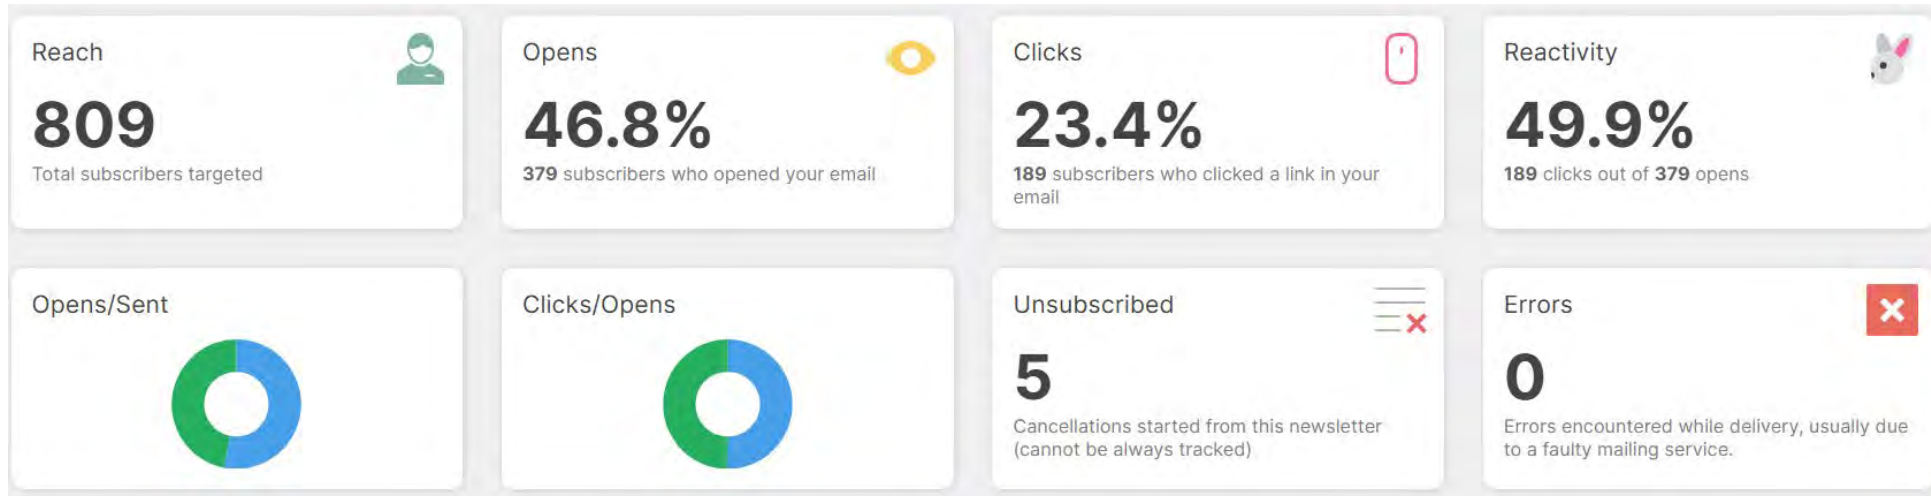 Reach
809
Total subscribers targeted
Opens
46.8%
379 subscribers who opened your email
Clicks
23.4%
189 subscribers who clicked a link in your
email
Reactivity
49.9%
189 clicks out of 379 opens
Opens/Sent
Clicks/Opens
Unsubscribed
5
Cancellations started from this newsletter
(cannot be always tracked)
Errors
0
Errors encountered while delivery, usually due
to a faulty mailing service.